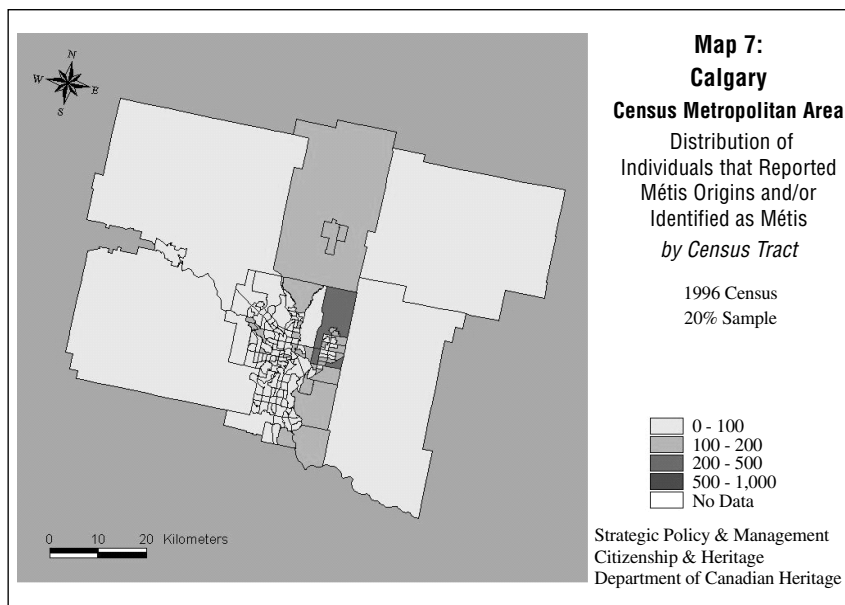 N
W
E
S
0 10 20 Kilometers
Map 7:
Calgary
Census Metropolitan Area
Distribution of
Individuals that Reported
Métis Origins and/or
Identified as Métis
by Census Tract
1996 Census
20% Sample
0 - 100
100 - 200
200 - 500
500 - 1,000
No Data
Strategic Policy & Management
Citizenship & Heritage
Department of Canadian Heritage